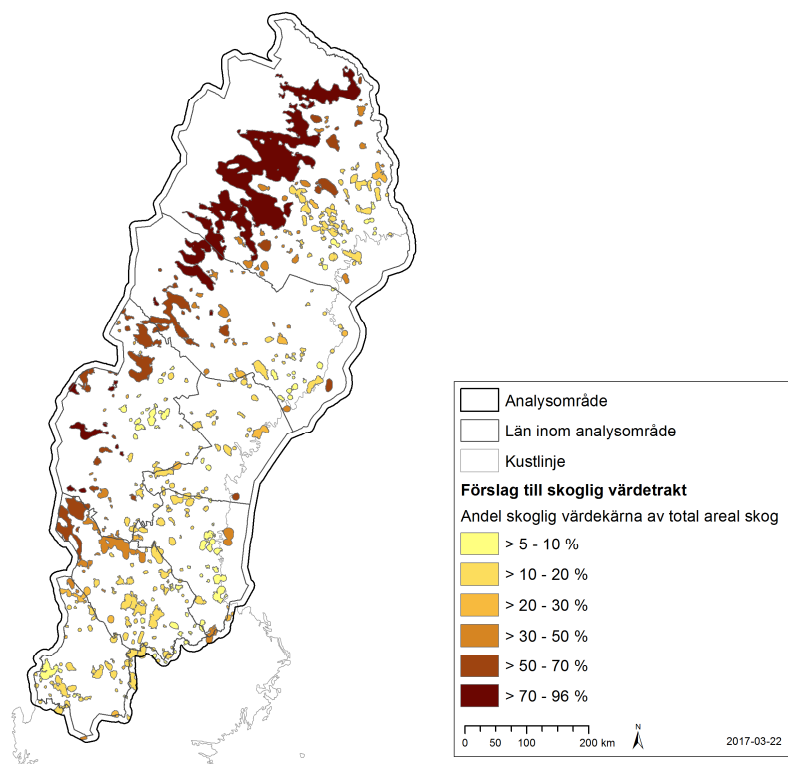 Analysområde
Län inom analysområde
Kustlinje
Förslag till skoglig värdetrakt
Andel skoglig värdekärna av total areal skog
> 5 - 10 %
> 10 - 20 %
> 20 - 30 %
> 30 - 50 %
> 50 - 70 %
> 70 - 96 %
0 50 100 200 km
N
2017-03-22